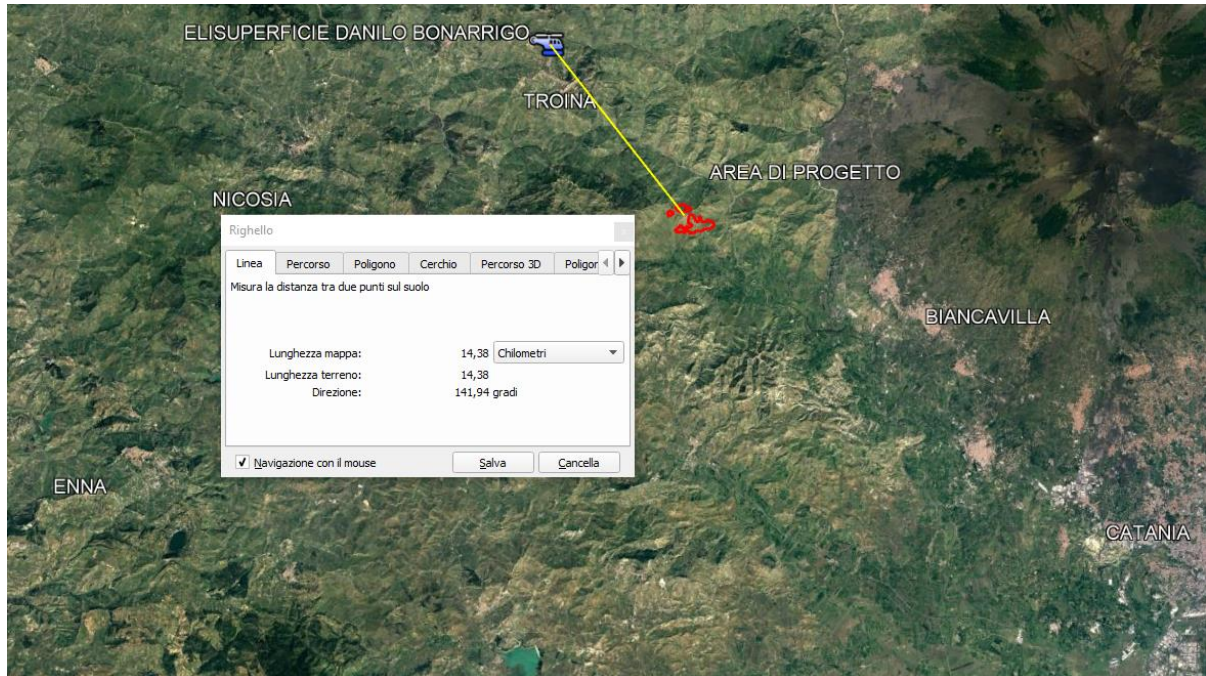 ELISUPERFICIE DANILO BONARRIGO
TROINA
AREA DI PROGETTO
NICOSIA
Righello
Linea Percorso Poligono Cerchio Percorso 3D Poligor
Misura la distanza tra due punti sul suolo
Lunghezza mappa: 14,38 Chilometri
Lunghezza terreno: 14,38
Direzione: 141,94 gradi
Navigazione con il mouse Salva Cancella
BIANCAVILLA
ENNA
CATANIA